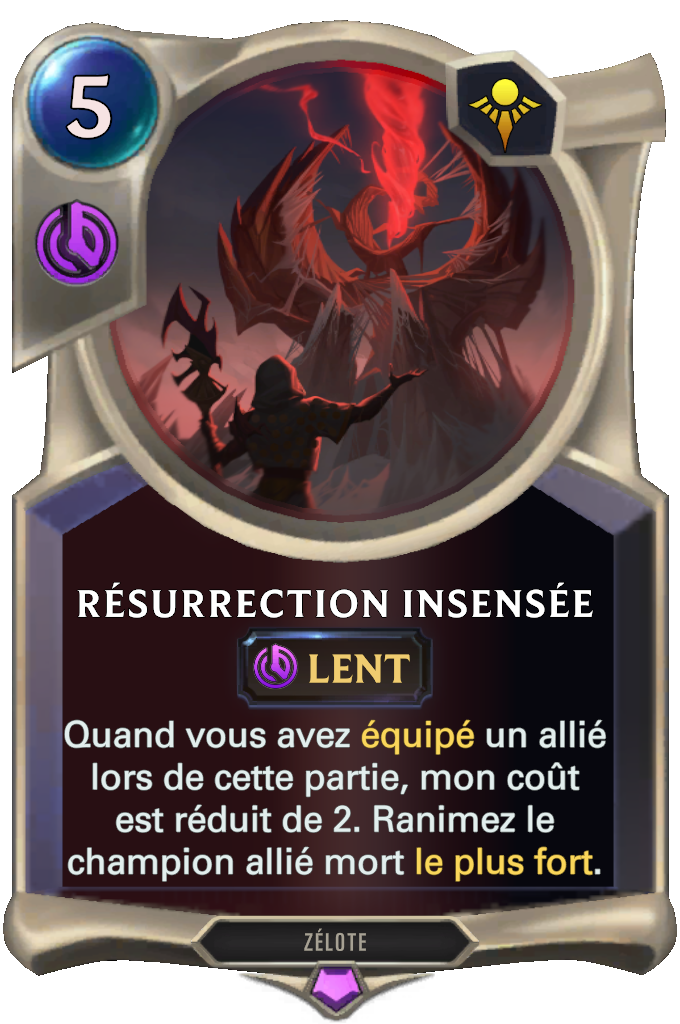 5
RÉSURRECTION INSENSÉE
LENT
Quand vous avez équipé un allié
lors de cette partie, mon coût
est réduit de 2. Ranimez le
champion allié mort le plus fort.
ZÉLOTE